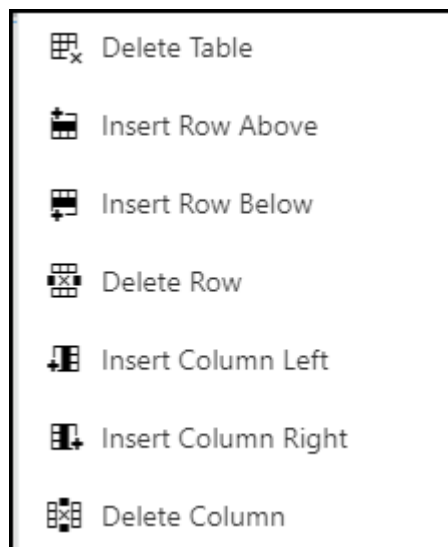 Delete Table
Insert Row Above
Insert Row Below
Delete Row
Insert Column Left
Insert Column Right
Delete Column